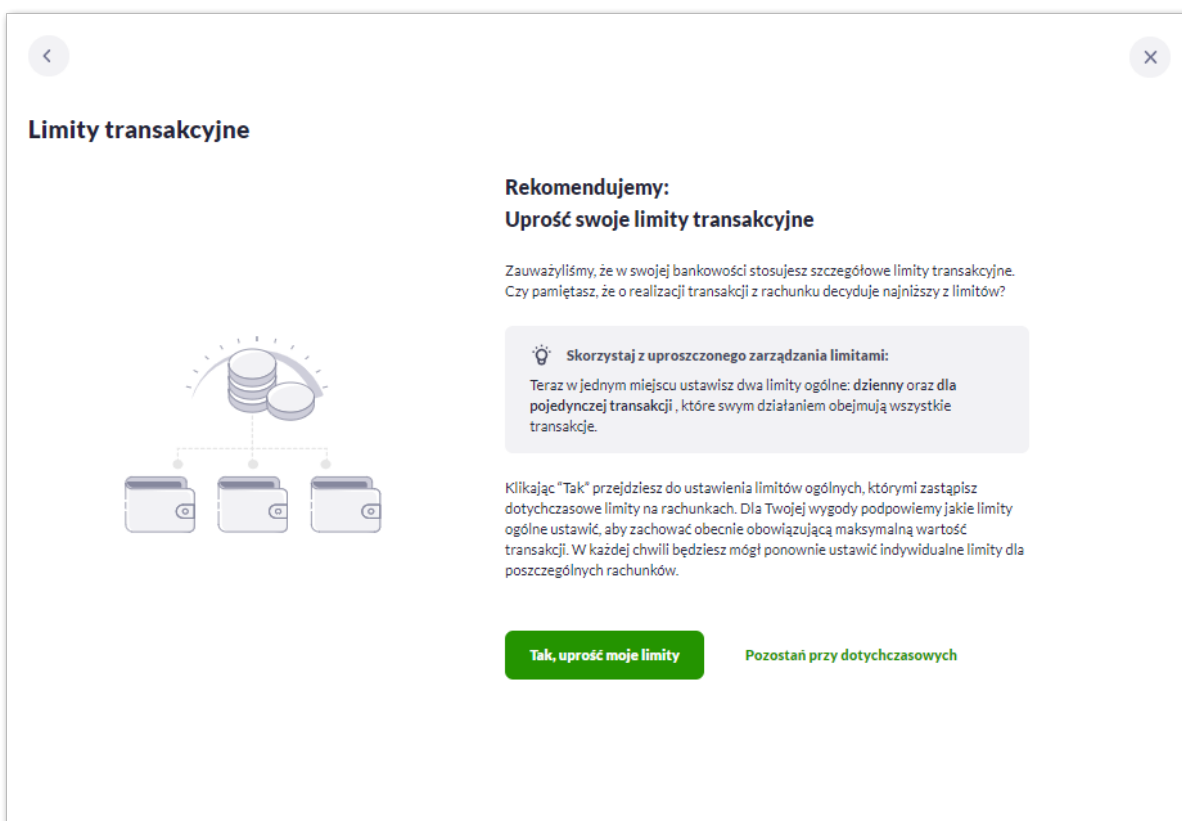 Limity transakcyjne
Rekomendujemy:
Uprość swoje limity transakcyjne
Zauważyliśmy, że w swojej bankowości stosujesz szczegółowe limity transakcyjne.
Czy pamiętasz, że o realizacji transakcji z rachunku decyduje najniższy z limitów?
Skorzystaj z uproszczonego zarządzania limitami:
Teraz w jednym miejscu ustawisz dwa limity ogólne: dzienny oraz dla
pojedynczej transakcji , które swym działaniem obejmują wszystkie
transakcje.
Klikając "Tak" przejdziesz do ustawienia limitów ogólnych, którymi zastąpisz
dotychczasowe limity na rachunkach. Dla Twojej wygody podpowiemy jakie limity
ogólne ustawić, aby zachować obecnie obowiązującą maksymalną wartość
transakcji. W każdej chwili będziesz mógł ponownie ustawić indywidualne limity dla
poszczególnych rachunków.
Tak, uprość moje limity
Pozostań przy dotychczasowych